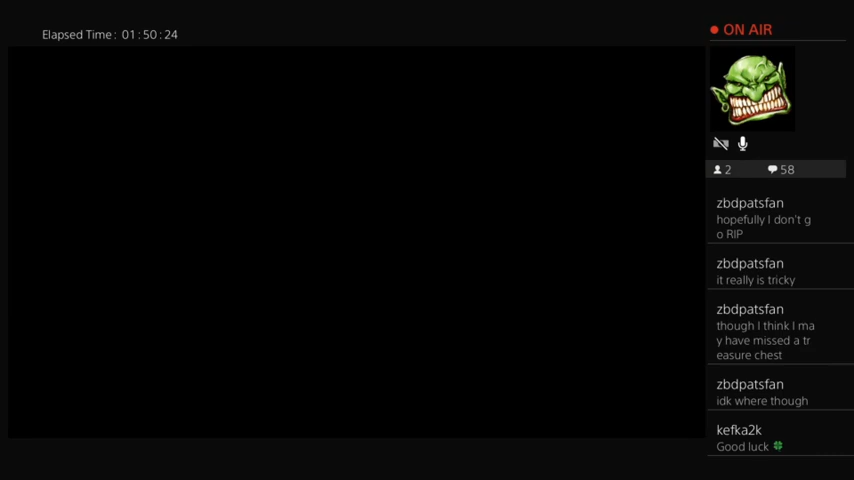 Elapsed Time: 01:50:24
ON AIR
2 58
zbdpatsfan
hopefully I don't g
o RIP
zbdpatsfan
it really is tricky
zbdpatsfan
though I think I ma
y have missed a tr
easure chest
zbdpatsfan
idk where though
kefka2k
Good luck 🍀